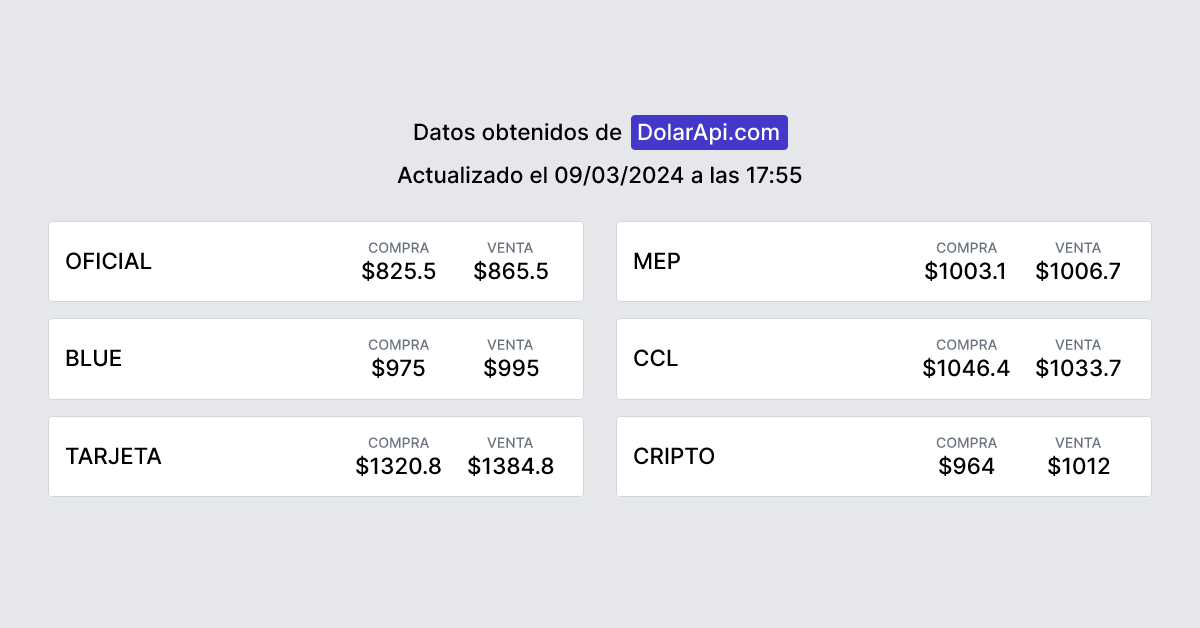 Datos obtenidos de DolarApi.com
Actualizado el 09/03/2024 a las 17:55
OFICIAL
COMPRA VENTA
$825.5 $865.5
MEP
COMPRA VENTA
$1003.1 $1006.7
BLUE
COMPRA VENTA
$975 $995
CCL
COMPRA VENTA
$1046.4 $1033.7
TARJETA
COMPRA VENTA
$1320.8 $1384.8
CRIPTO
COMPRA VENTA
$964 $1012